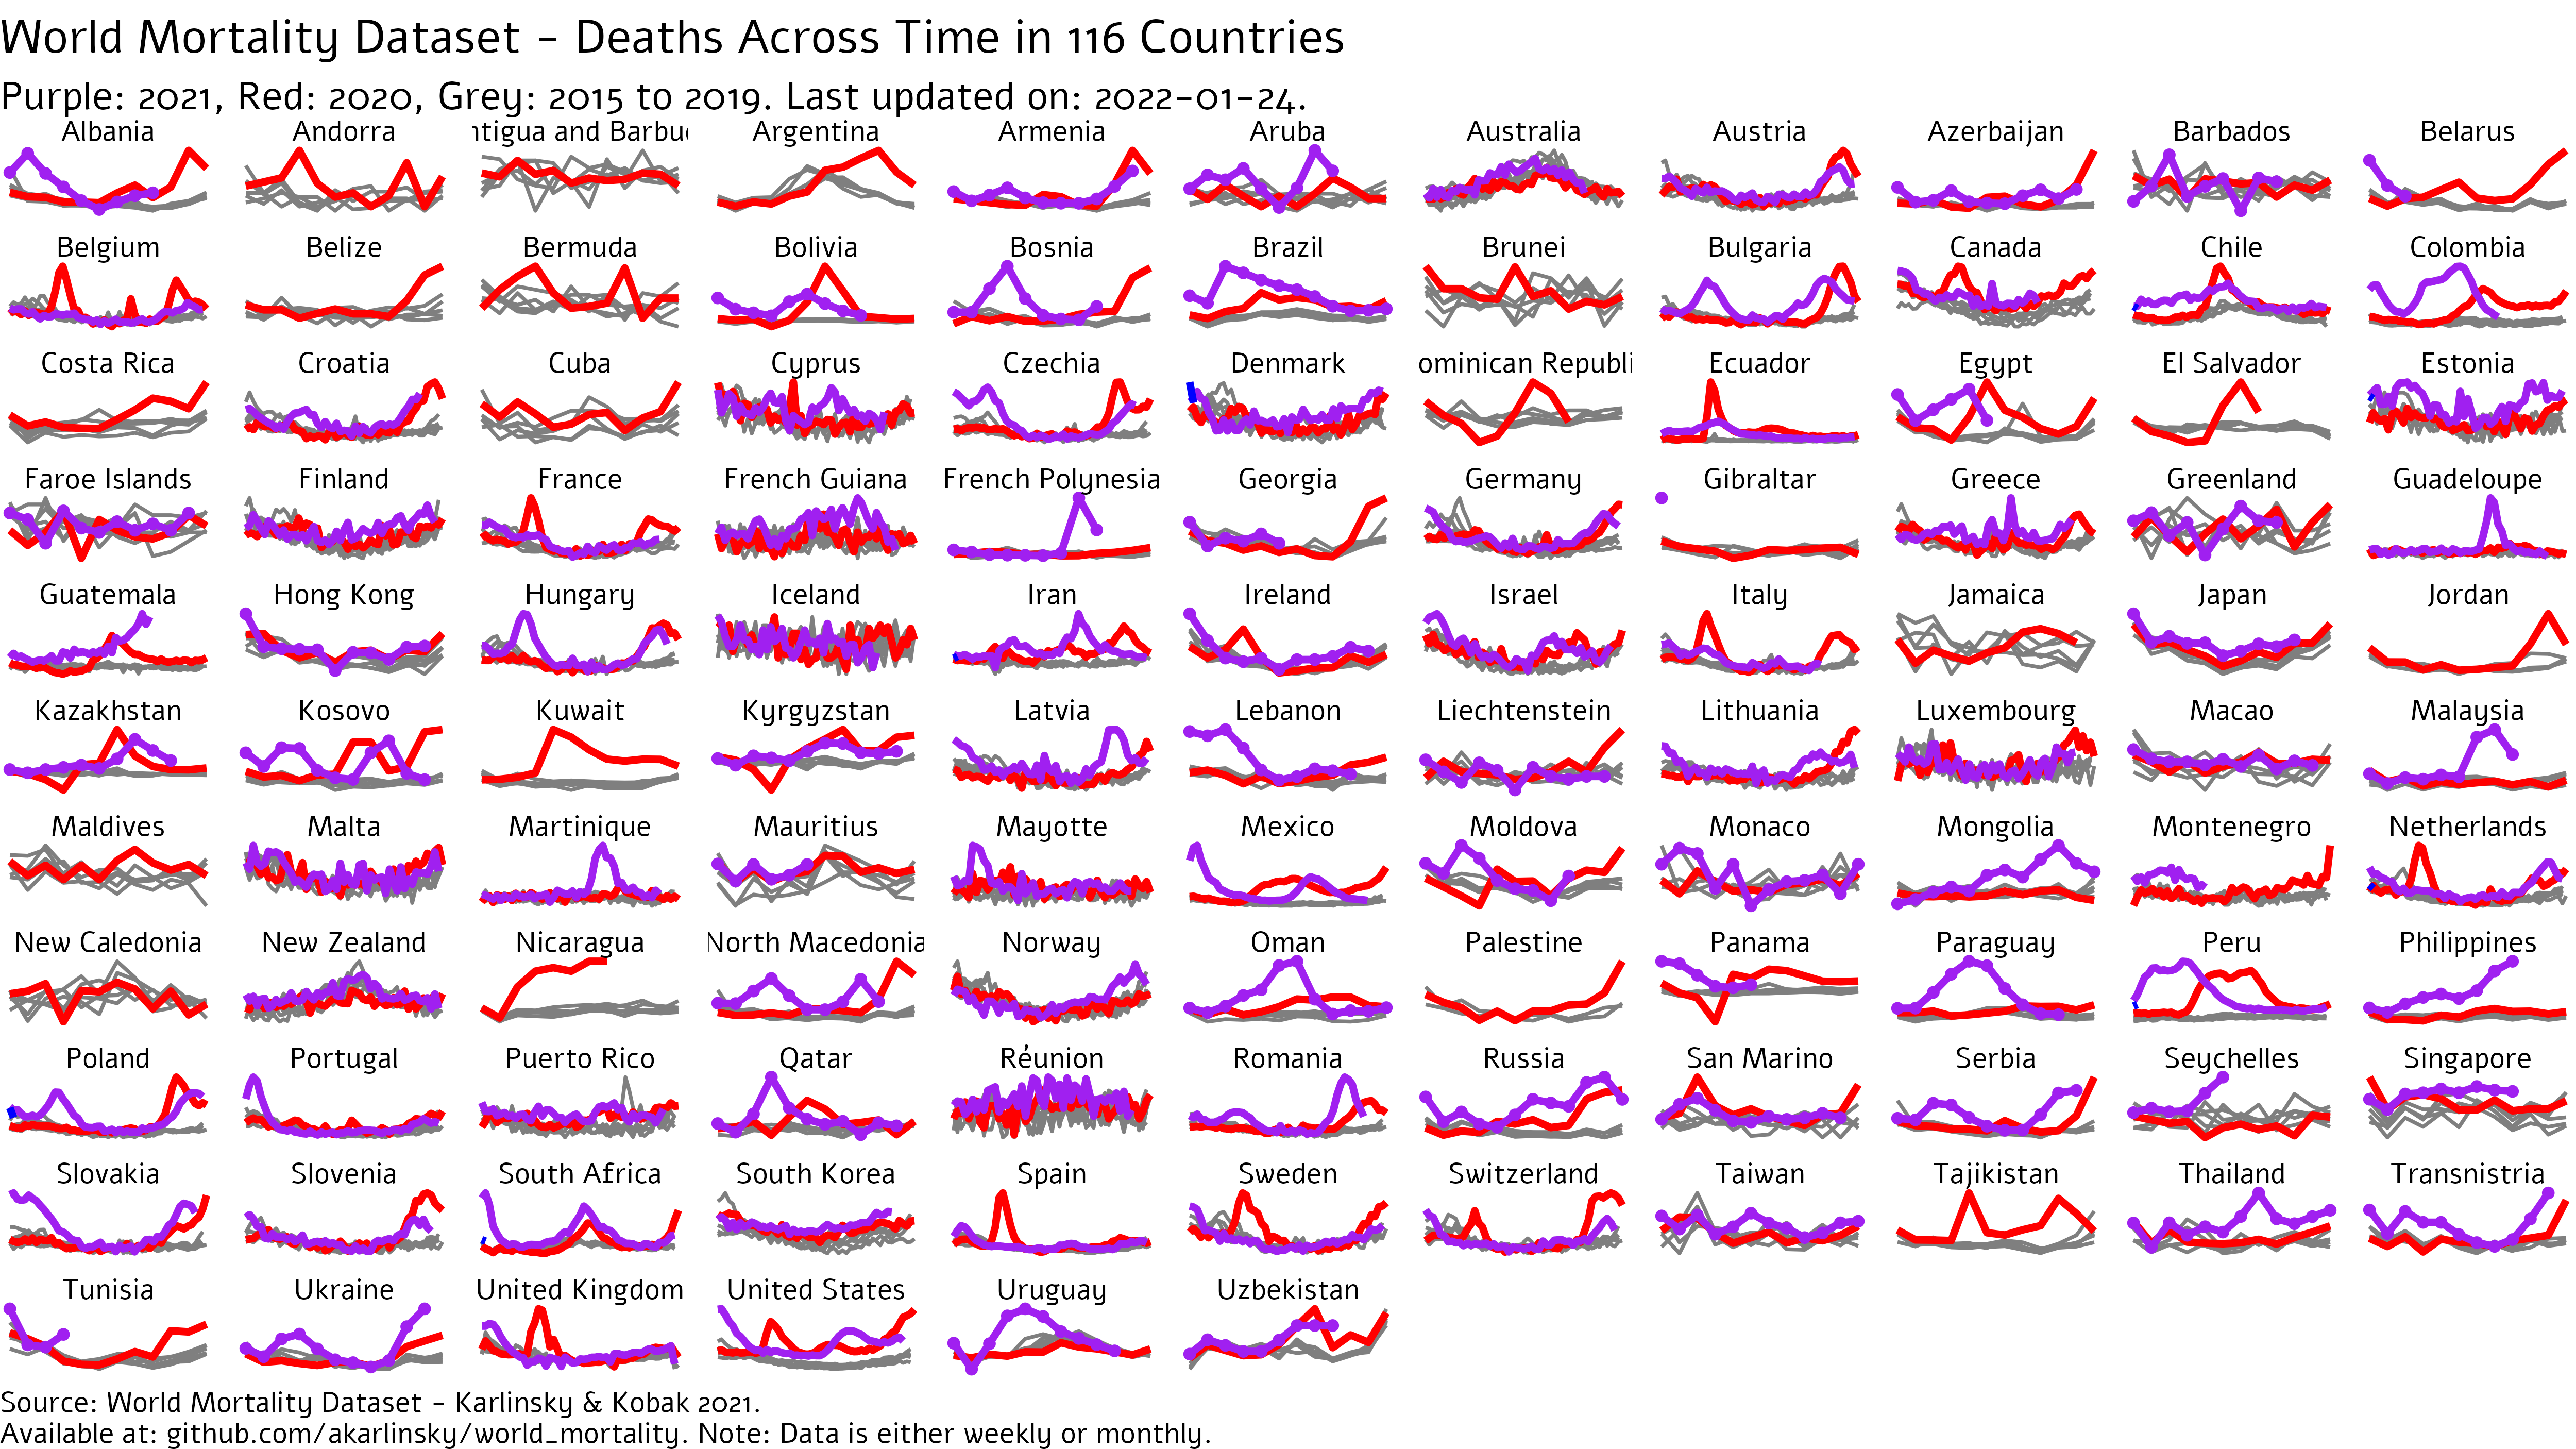 World Mortality Dataset - Deaths Across Time in 116 Countries
Purple: 2021, Red: 2020, Grey: 2015 to 2019. Last updated on: 2022-01-24.
Albania Andorra ntigua and Barbu Argentina Armenia Aruba Australia Austria Azerbaijan Barbados Belarus
Belgium Belize Bermuda Bolivia Bosnia Brazil Brunei Bulgaria Canada Chile Colombia
Costa Rica Croatia Cuba Cyprus Czechia Denmark ominican Republi Ecuador Egypt El Salvador Estonia
Faroe Islands Finland France French Guiana French Polynesia Georgia Germany Gibraltar Greece Greenland Guadeloupe
Guatemala Hong Kong Hungary Iceland Iran Ireland Israel Italy Jamaica Japan Jordan
Kazakhstan Kosovo Kuwait Kyrgyzstan Latvia Lebanon Liechtenstein Lithuania Luxembourg Macao Malaysia
Maldives Malta Martinique Mauritius Mayotte Mexico Moldova Monaco Mongolia Montenegro Netherlands
New Caledonia New Zealand Nicaragua North Macedonia Norway Oman Palestine Panama Paraguay Peru Philippines
Poland Portugal Puerto Rico Qatar Réunion Romania Russia San Marino Serbia Seychelles Singapore
Slovakia Slovenia South Africa South Korea Spain Sweden Switzerland Taiwan Tajikistan Thailand Transnistria
Tunisia Ukraine United Kingdom United States Uruguay Uzbekistan
Source: World Mortality Dataset - Karlinsky & Kobak 2021.
Available at: github.com/akarlinsky/world_mortality. Note: Data is either weekly or monthly.